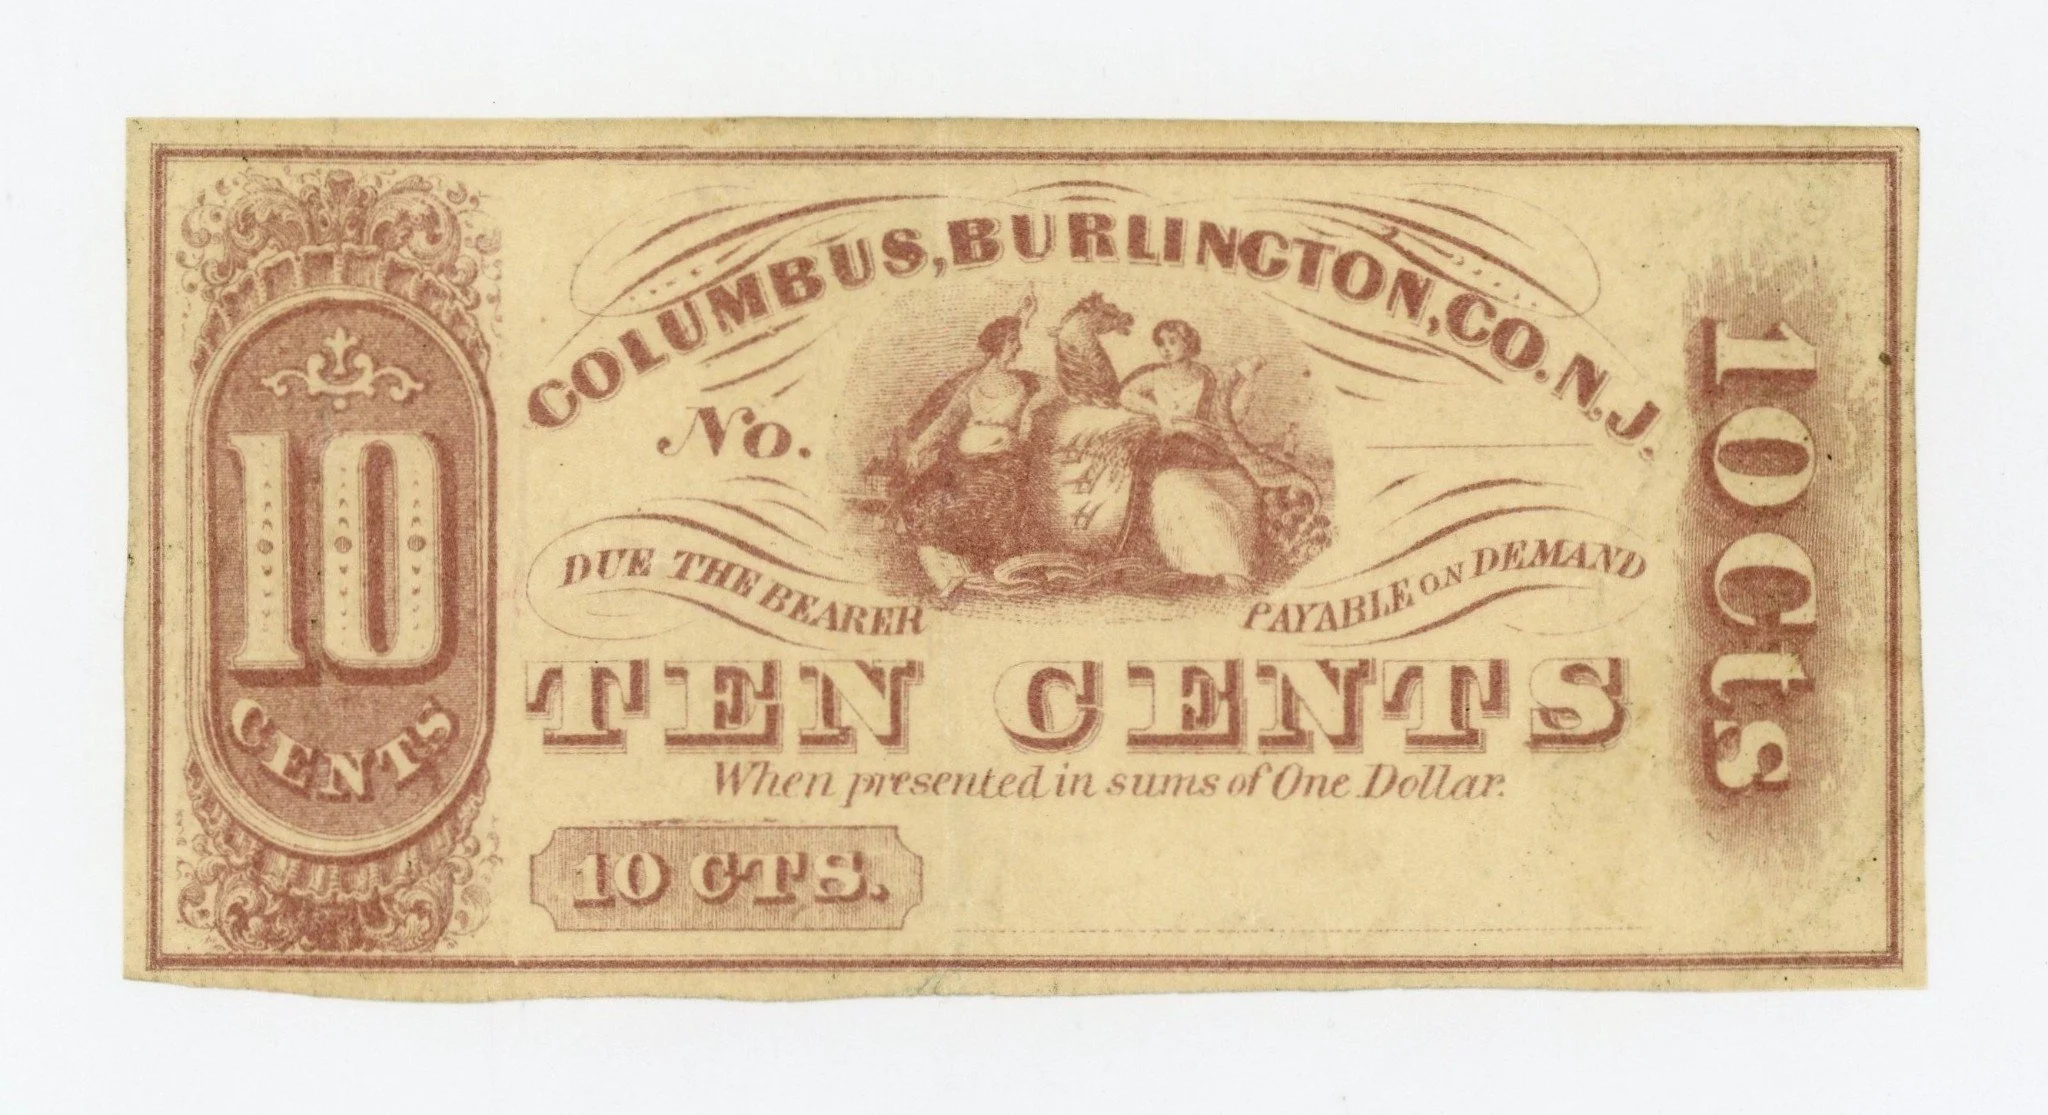 COLUMBUS, BURLINGTON, CO. N. J.
No.
10
CENTS
DUE THE BEARER
PAYABLE ON DEMAND
TEN CENTS
When presented in sums of One Dollar.
10 CTS.
10 Cts